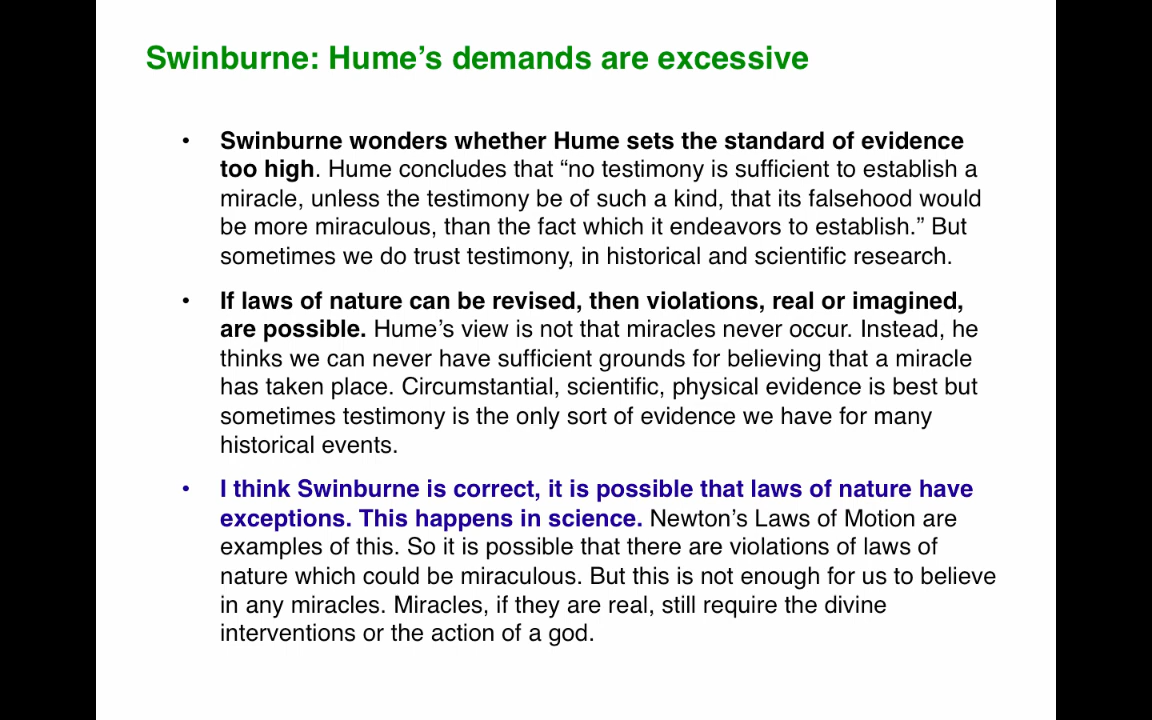 Swinburne: Hume’s demands are excessive
• Swinburne wonders whether Hume sets the standard of evidence
too high. Hume concludes that “no testimony is sufficient to establish a
miracle, unless the testimony be of such a kind, that its falsehood would
be more miraculous, than the fact which it endeavors to establish.” But
sometimes we do trust testimony, in historical and scientific research.
• If laws of nature can be revised, then violations, real or imagined,
are possible. Hume’s view is not that miracles never occur. Instead, he
thinks we can never have sufficient grounds for believing that a miracle
has taken place. Circumstantial, scientific, physical evidence is best but
sometimes testimony is the only sort of evidence we have for many
historical events.
• I think Swinburne is correct, it is possible that laws of nature have
exceptions. This happens in science. Newton’s Laws of Motion are
examples of this. So it is possible that there are violations of laws of
nature which could be miraculous. But this is not enough for us to believe
in any miracles. Miracles, if they are real, still require the divine
interventions or the action of a god.